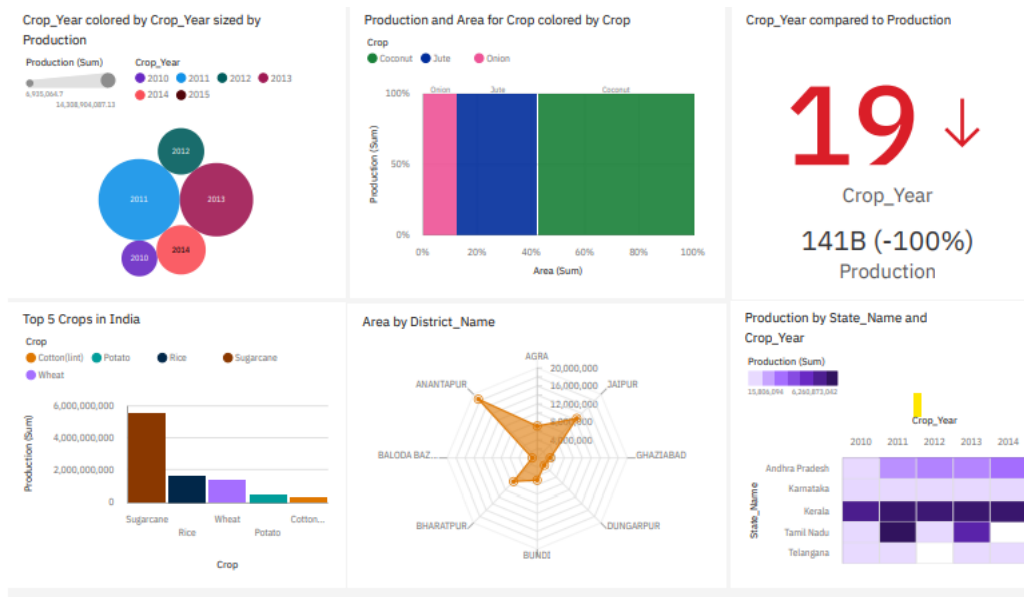 Crop_Year colored by Crop_Year sized by
Production
Production (Sum)
6,935,064.7
14,308,904,087.13
Crop_Year
2010
2011
2012
2013
2014
2015
2012
2011
2013
2014
2010
Production and Area for Crop colored by Crop
Crop
Coconut
Jute
Onion
Onion
Jute
Coconut
100%
50%
0%
Production (Sum)
0%
20%
40%
60%
80%
100%
Area (Sum)
Crop_Year compared to Production
19
Crop_Year
141B (-100%)
Production
Top 5 Crops in India
Crop
Cotton(lint)
Potato
Rice
Sugarcane
Wheat
Production (Sum)
6,000,000,000
4,000,000,000
2,000,000,000
0
Sugarcane
Rice
Wheat
Potato
Cotton...
Crop
Area by District_Name
AGRA
20,000,000
16,000,000
12,000,000
8,000,000
4,000,000
ANANTAPUR
JAIPUR
BALODA BAZ...
GHAZIABAD
BHARATPUR
DUNGARPUR
BUNDI
Production by State_Name and
Crop_Year
Production (Sum)
15,806,094
6,260,873,042
Crop_Year
2010
2011
2012
2013
2014
State_Name
Andhra Pradesh
Karnataka
Kerala
Tamil Nadu
Telangana